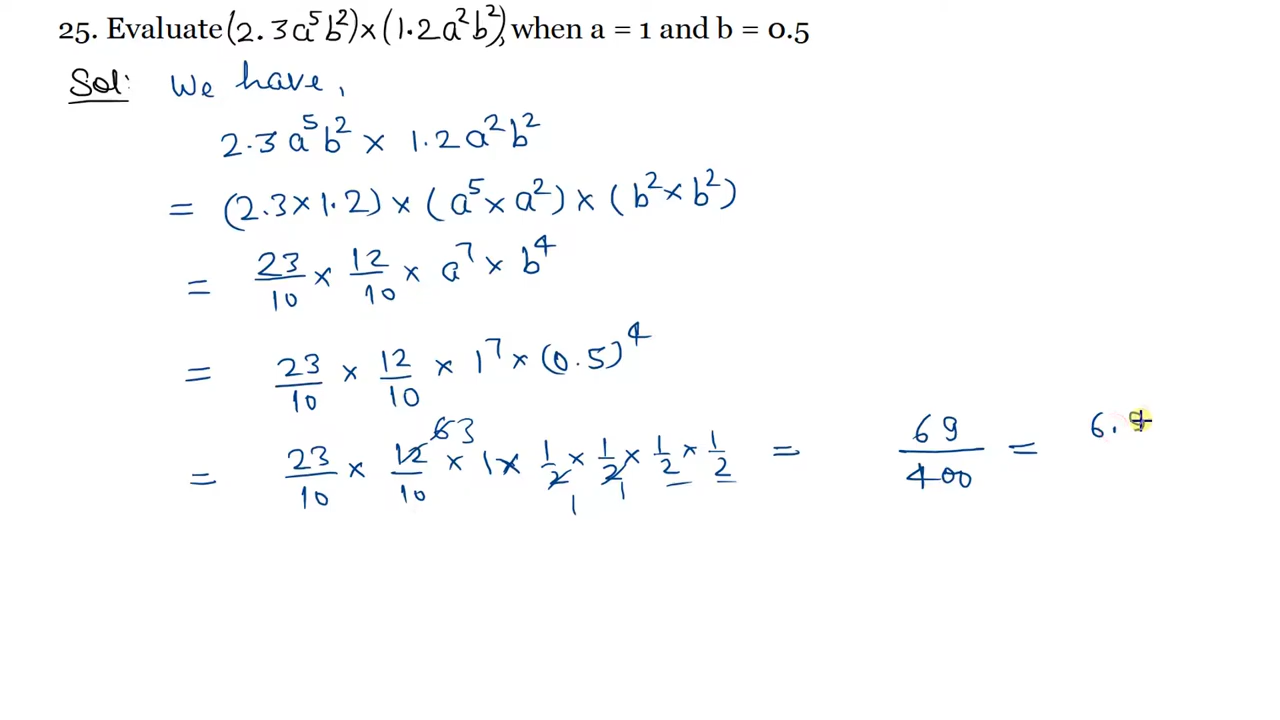 25. Evaluate (2.3a⁵b²)×(1.2a²b²), when a = 1 and b = 0.5
Sol: We have,
2.3a⁵b² × 1.2a²b²
= (2.3×1.2) × (a⁵×a²) × (b²×b²)
= 23/10 × 12/10 × a⁷ × b⁴
= 23/10 × 12/10 × 1⁷ × (0.5)⁴
= 23/10 × 12/10 6 3 × 1 × 1/2 × 1/2 × 1/2 × 1/2 = 69/400 = 6.9
1 1